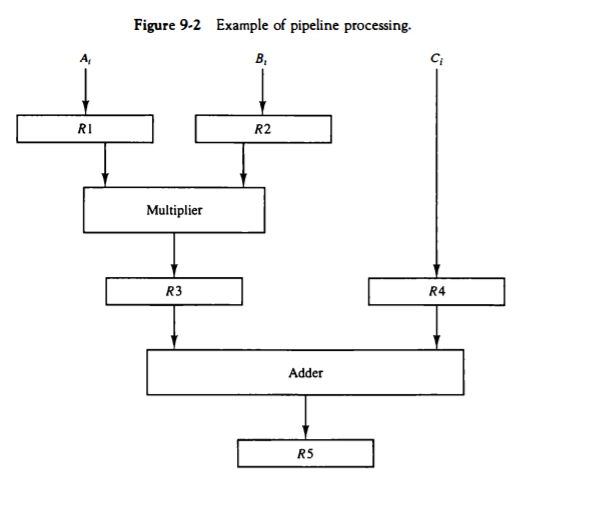 Figure 9-2 Example of pipeline processing.
Aᵢ Bᵢ Cᵢ
R1 R2
Multiplier
R3 R4
Adder
R5